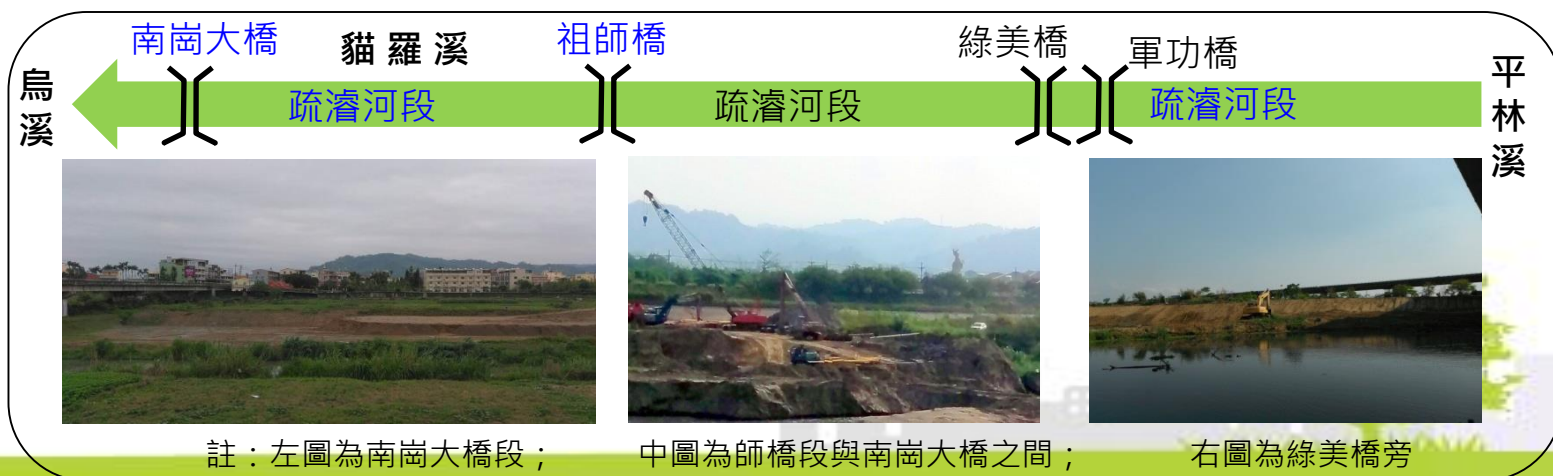 南崗大橋
貓羅溪
祖師橋
綠美橋
軍功橋
烏溪
疏濬河段
疏濬河段
疏濬河段
平林溪
註：左圖為南崗大橋段； 中圖為師橋段與南崗大橋之間； 右圖為綠美橋旁